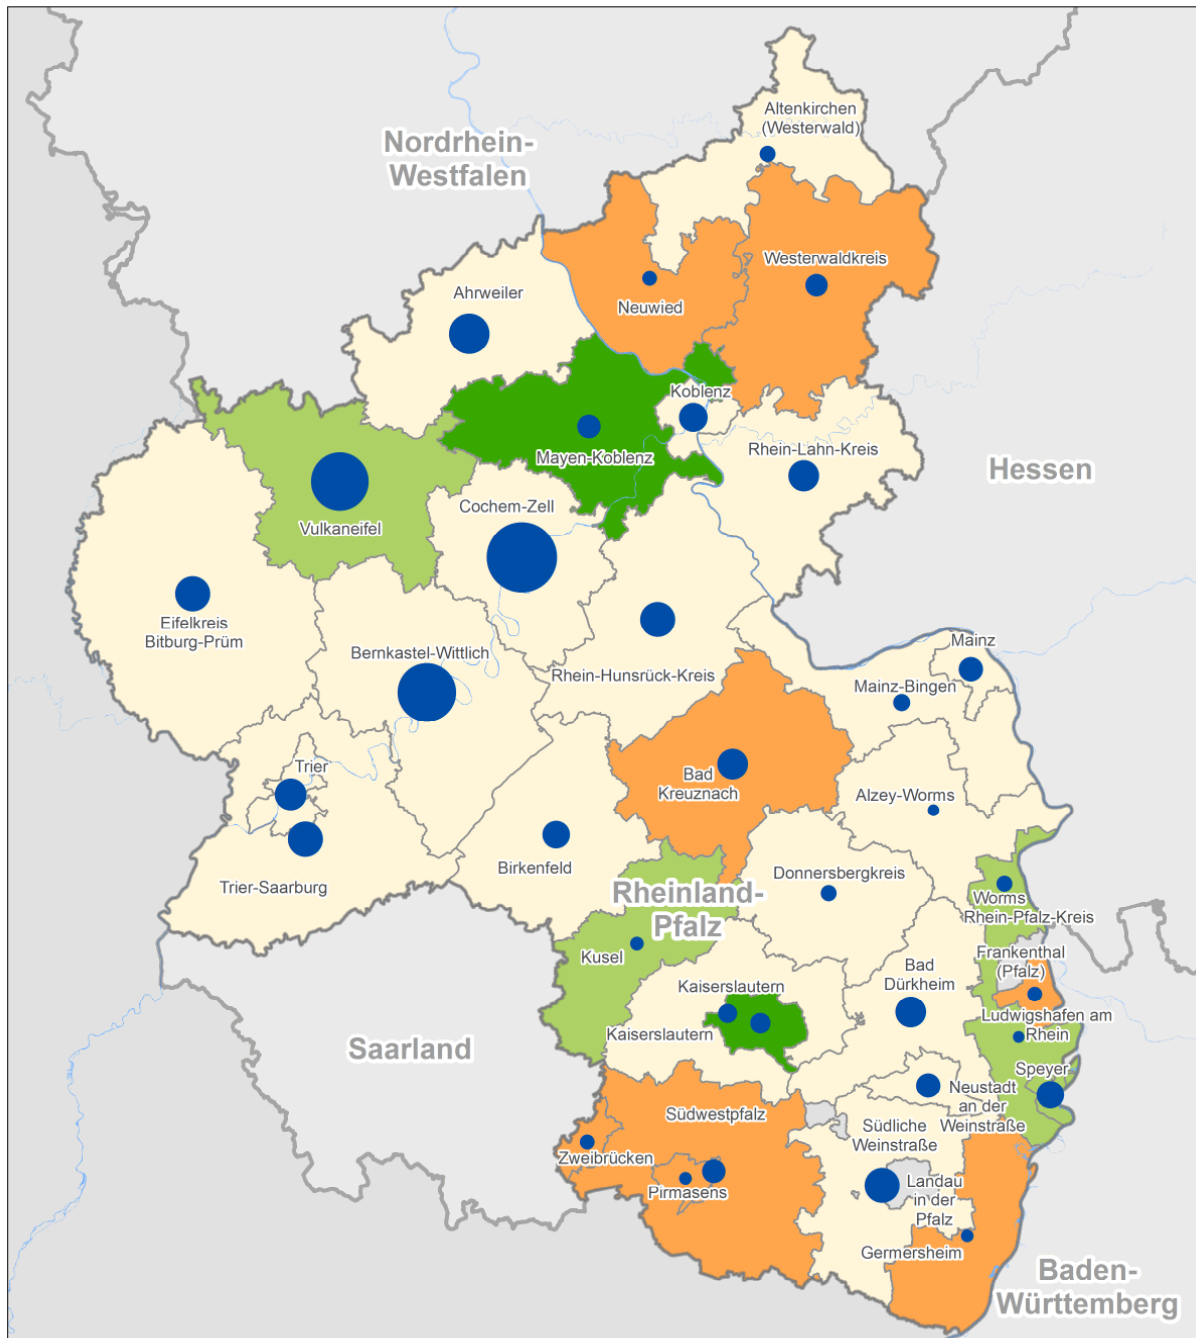 Altenkirchen
(Westerwald)
Nordrhein-
Westfalen
Westerwaldkreis
Ahrweiler
Neuwied
Koblenz
Rhein-Lahn-Kreis
Mayen-Koblenz
Hessen
Cochem-Zell
Vulkaneifel
Eifelkreis
Bitburg-Prüm
Bernkastel-Wittlich
Rhein-Hunsrück-Kreis
Mainz
Mainz-Bingen
Trier
Bad
Kreuznach
Alzey-Worms
Birkenfeld
Trier-Saarburg
Donnersbergkreis
Rheinland-
Pfalz
Worms
Rhein-Pfalz-Kreis
Kusel
Frankenthal
(Pfalz)
Bad
Dürkheim
Kaiserslautern
Kaiserslautern
Ludwigshafen am
Rhein
Saarland
Speyer
Neustadt
an der
Weinstraße
Südwestpfalz
Südliche
Weinstraße
Zweibrücken
Pirmasens
Landau
in der
Pfalz
Germersheim
Baden-
Württemberg